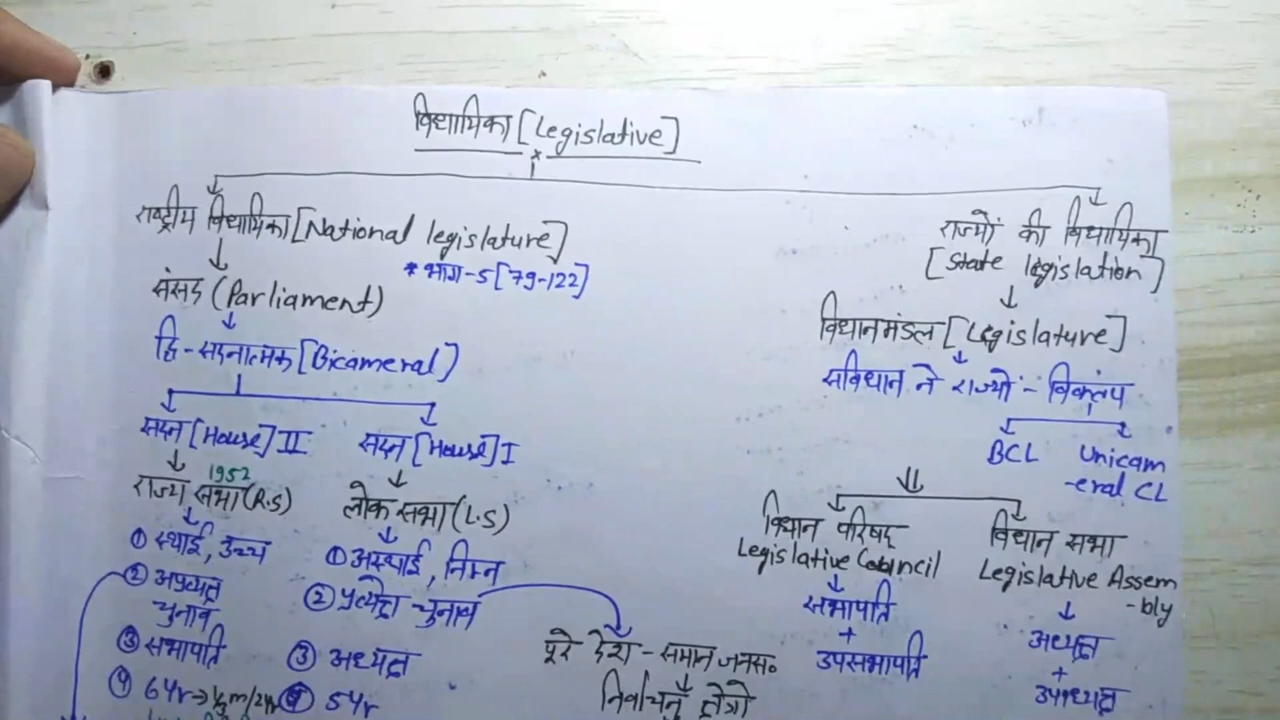 विधायिका [Legislative]
राष्ट्रीय विधायिका [National legislature]
* भाग-5 [79-122]
संसद (Parliament)
द्वि-सदनात्मक [Bicameral]
सदन [House] II
सदन [House] I
1952
राज्य सभा (R.S)
लोक सभा (L.S)
① स्थाई, उच्च
② अप्रत्यक्ष
चुनाव
③ सभापति
① अस्थाई, निम्न
② प्रत्यक्ष चुनाव
③ अध्यक्ष
④ 5Yr
पूरे देश - समान जनसं०
निर्वाचन क्षेत्रो
राज्यों की विधायिका
[State legislation]
विधानमंडल [Legislature]
सविधान ने राज्यों :- विकल्प
BCL
Unicam
-eral CL
विधान परिषद्
Legislative Council
सभापति
+
उपसभापति
विधान सभा
Legislative Assem
-bly
अध्यक्ष
+
उपध्यक्ष